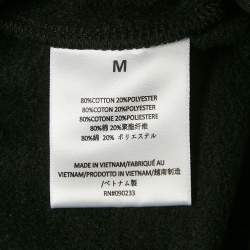 M
80%COTTON 20%POLYESTER
80%COTON 20%POLYESTER
80%COTONE 20%POLIESTERE
80%棉 20%聚酯纤维
80%綿 20% ポリエステル
MADE IN VIETNAM/FABRIQUÉ AU
VIETNAM/PRODOTTO IN VIETNAM/越南制造
/ベトナム製
RN#090233